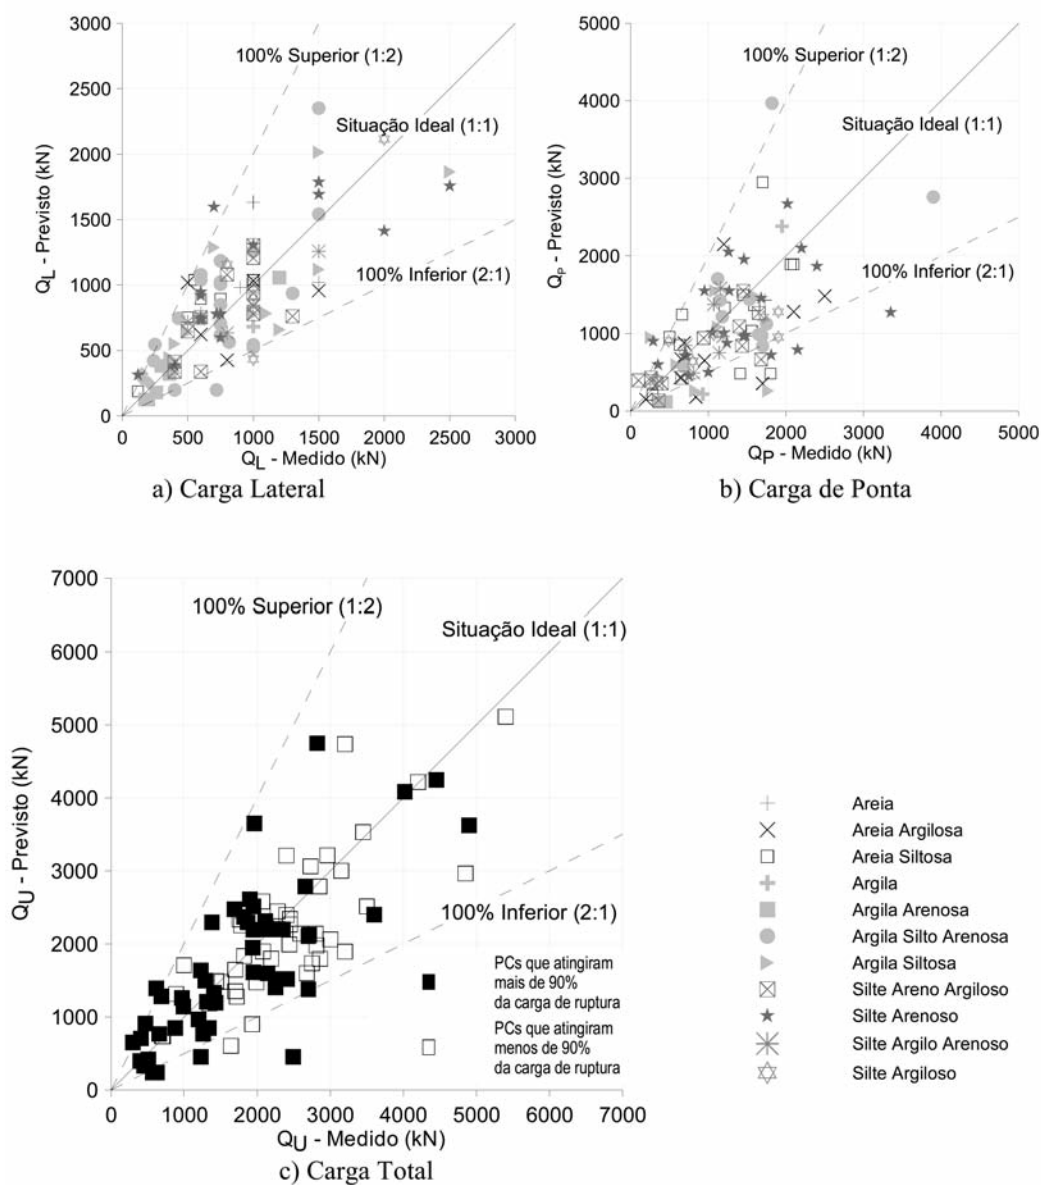 3000
2500
2000
1500
1000
500
0
QL - Previsto (kN)
100% Superior (1:2)
Situação Ideal (1:1)
100% Inferior (2:1)
0 500 1000 1500 2000 2500 3000
QL - Medido (kN)
a) Carga Lateral
5000
4000
3000
2000
1000
0
QP - Previsto (kN)
100% Superior (1:2)
Situação Ideal (1:1)
100% Inferior (2:1)
0 1000 2000 3000 4000 5000
QP - Medido (kN)
b) Carga de Ponta
7000
6000
5000
4000
3000
2000
1000
0
QU - Previsto (kN)
100% Superior (1:2)
Situação Ideal (1:1)
100% Inferior (2:1)
PCs que atingiram
mais de 90%
da carga de ruptura
PCs que atingiram
menos de 90%
da carga de ruptura
0 1000 2000 3000 4000 5000 6000 7000
QU - Medido (kN)
c) Carga Total
Areia
Areia Argilosa
Areia Siltosa
Argila
Argila Arenosa
Argila Silto Arenosa
Argila Siltosa
Silte Areno Argiloso
Silte Arenoso
Silte Argilo Arenoso
Silte Argiloso